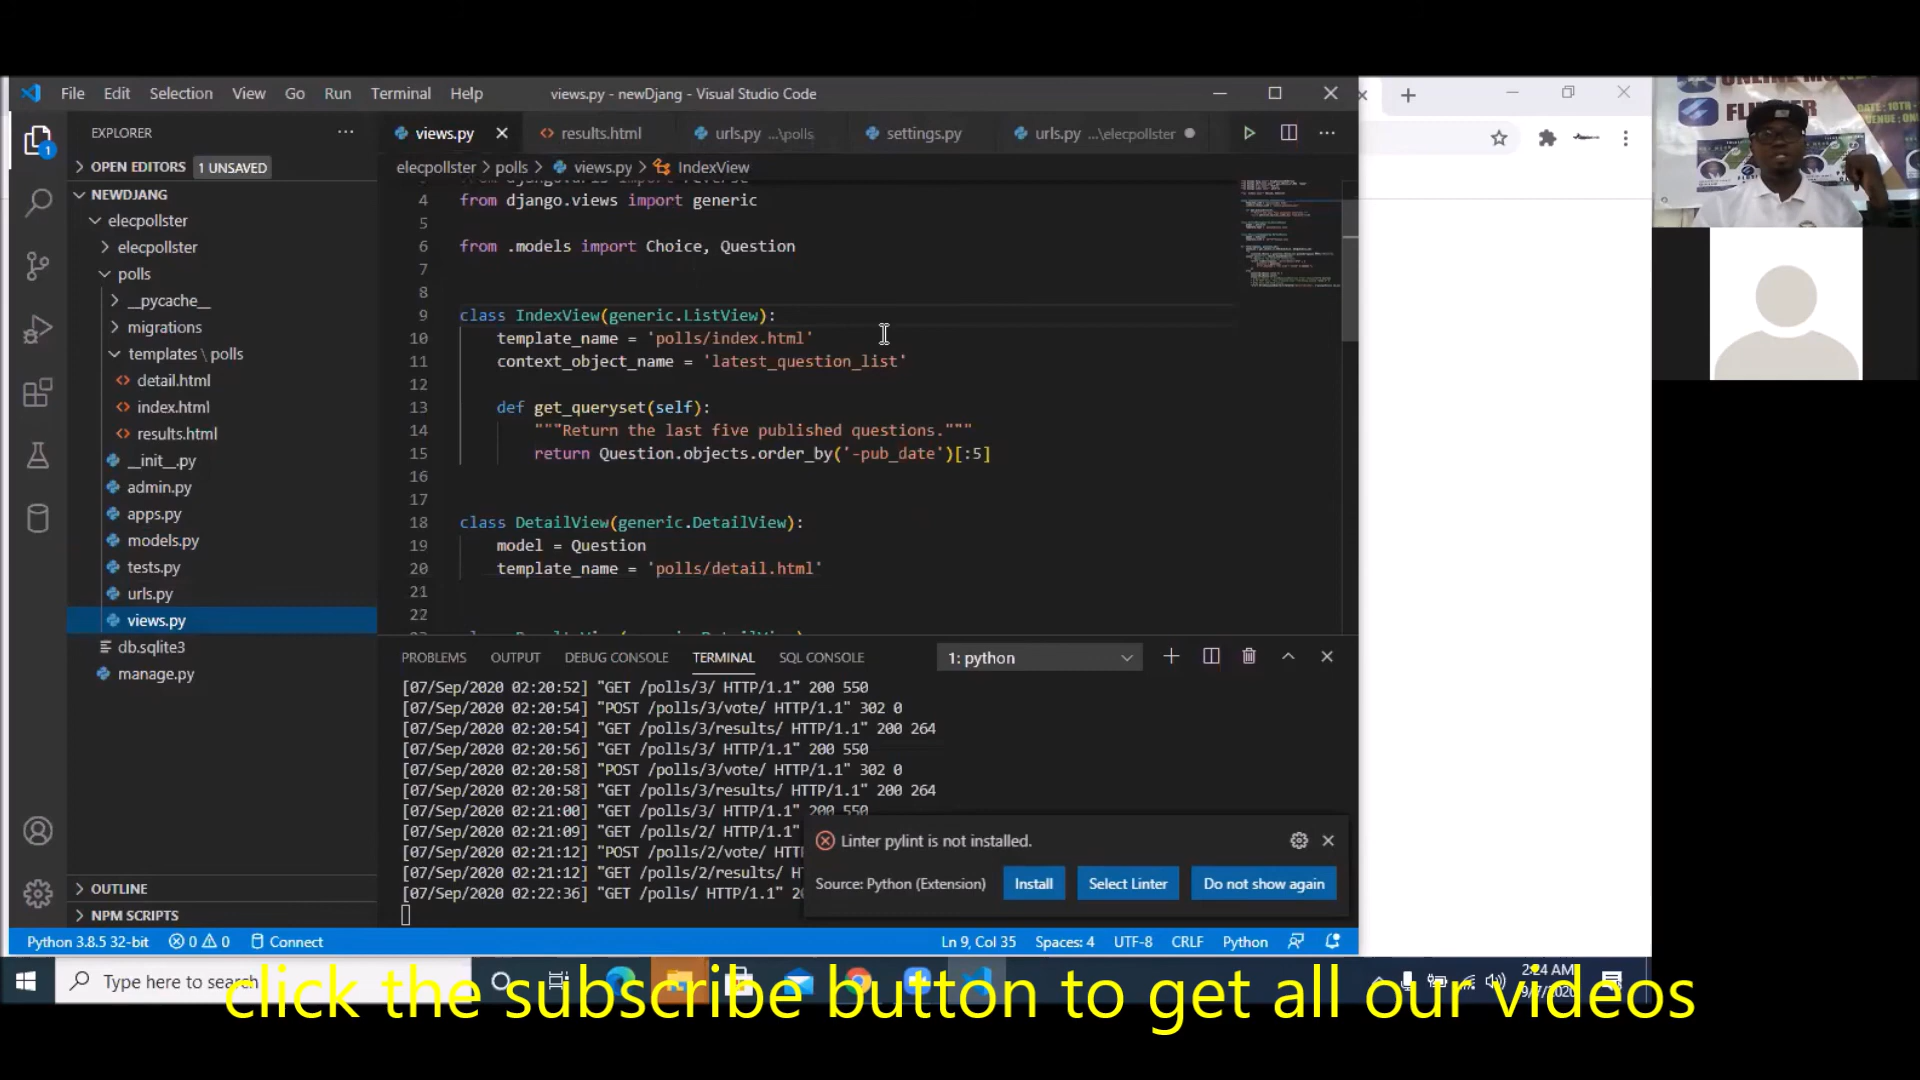 File Edit Selection View Go Run Terminal Help
views.py - newDjang - Visual Studio Code
EXPLORER
OPEN EDITORS 1 UNSAVED
NEWDJANG
elecpollster
elecpollster
polls
__pycache__
migrations
templates \ polls
detail.html
index.html
results.html
__init__.py
admin.py
apps.py
models.py
tests.py
urls.py
views.py
db.sqlite3
manage.py
OUTLINE
NPM SCRIPTS
views.py results.html urls.py ...\polls settings.py urls.py ...\elecpollster
elecpollster > polls > views.py > IndexView
4 from django.views import generic
5
6 from .models import Choice, Question
7
8
9 class IndexView(generic.ListView):
10 template_name = 'polls/index.html'
11 context_object_name = 'latest_question_list'
12
13 def get_queryset(self):
14 """Return the last five published questions."""
15 return Question.objects.order_by('-pub_date')[:5]
16
17
18 class DetailView(generic.DetailView):
19 model = Question
20 template_name = 'polls/detail.html'
21
22
PROBLEMS OUTPUT DEBUG CONSOLE TERMINAL SQL CONSOLE 1: python
[07/Sep/2020 02:20:52] "GET /polls/3/ HTTP/1.1" 200 550
[07/Sep/2020 02:20:54] "POST /polls/3/vote/ HTTP/1.1" 302 0
[07/Sep/2020 02:20:54] "GET /polls/3/results/ HTTP/1.1" 200 264
[07/Sep/2020 02:20:56] "GET /polls/3/ HTTP/1.1" 200 550
[07/Sep/2020 02:20:58] "POST /polls/3/vote/ HTTP/1.1" 302 0
[07/Sep/2020 02:20:58] "GET /polls/3/results/ HTTP/1.1" 200 264
[07/Sep/2020 02:21:00] "GET /polls/3/ HTTP/1.1" 200 550
[07/Sep/2020 02:21:09] "GET /polls/2/ HTTP/1.1"
[07/Sep/2020 02:21:12] "POST /polls/2/vote/
[07/Sep/2020 02:21:12] "GET /polls/2/results/
[07/Sep/2020 02:22:36] "GET /polls/ HTTP/1.1"
Linter pylint is not installed.
Source: Python (Extension) Install Select Linter Do not show again
Python 3.8.5 32-bit 0 0 Connect
Ln 9, Col 35 Spaces: 4 UTF-8 CRLF Python
Type here to search
click the subscribe button to get all our videos